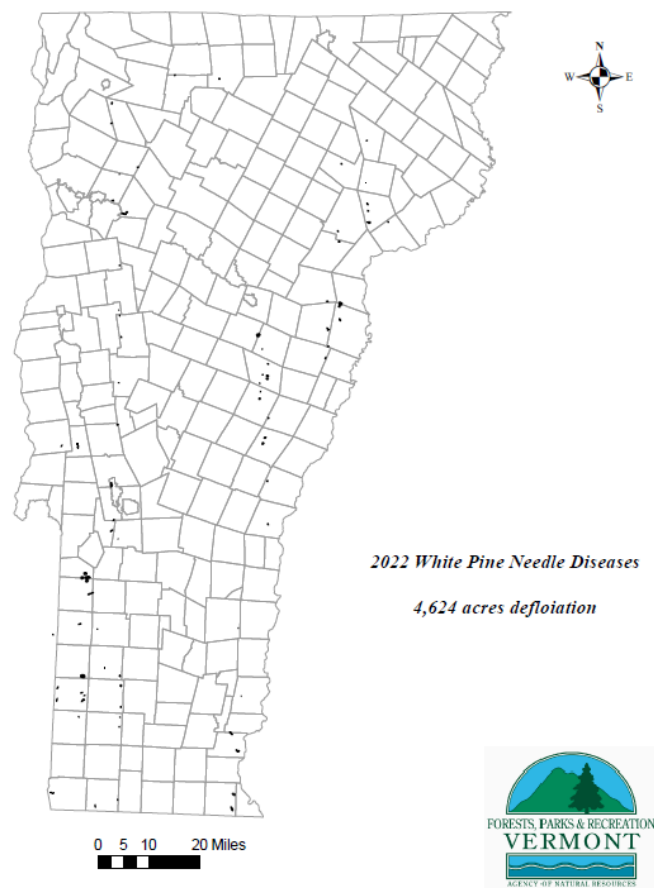 N
W E
S
2022 White Pine Needle Diseases
4,624 acres defloiation
FORESTS, PARKS & RECREATION
VERMONT
AGENCY OF NATURAL RESOURCES
0 5 10 20 Miles